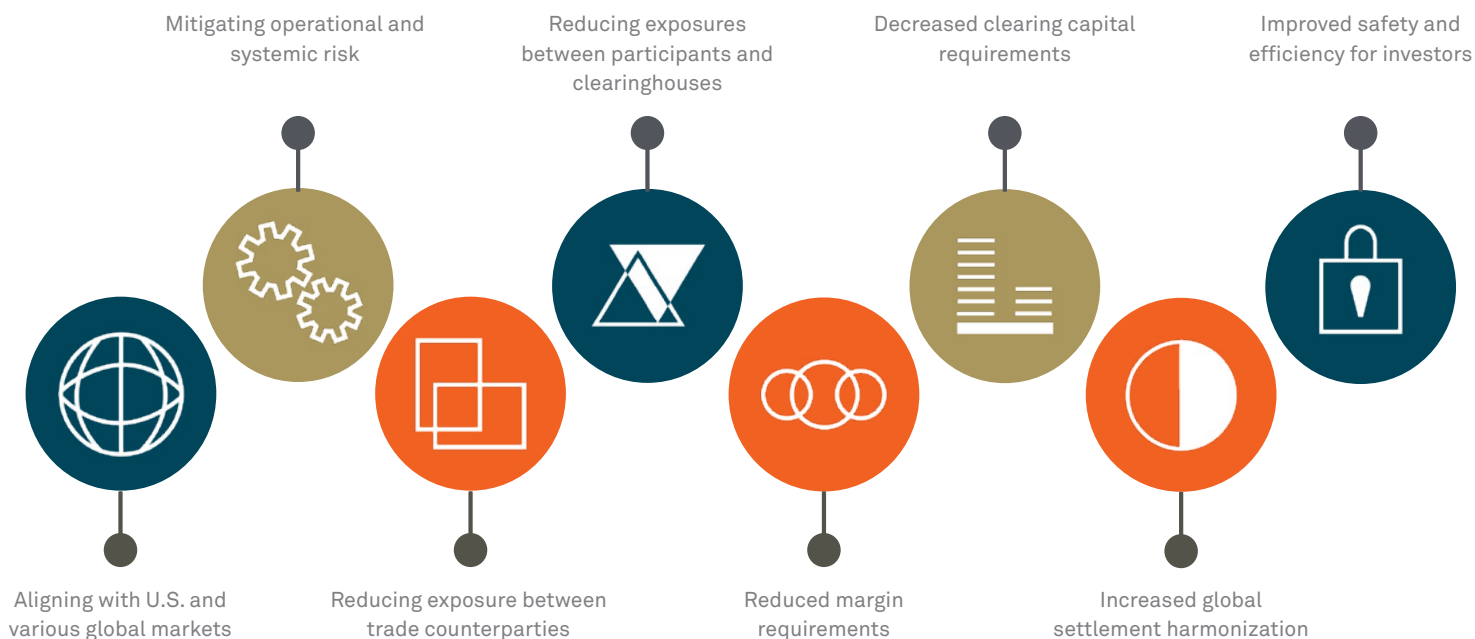 Mitigating operational and
systemic risk
Reducing exposures
between participants and
clearinghouses
Decreased clearing capital
requirements
Improved safety and
efficiency for investors
Aligning with U.S. and
various global markets
Reducing exposure between
trade counterparties
Reduced margin
requirements
Increased global
settlement harmonization